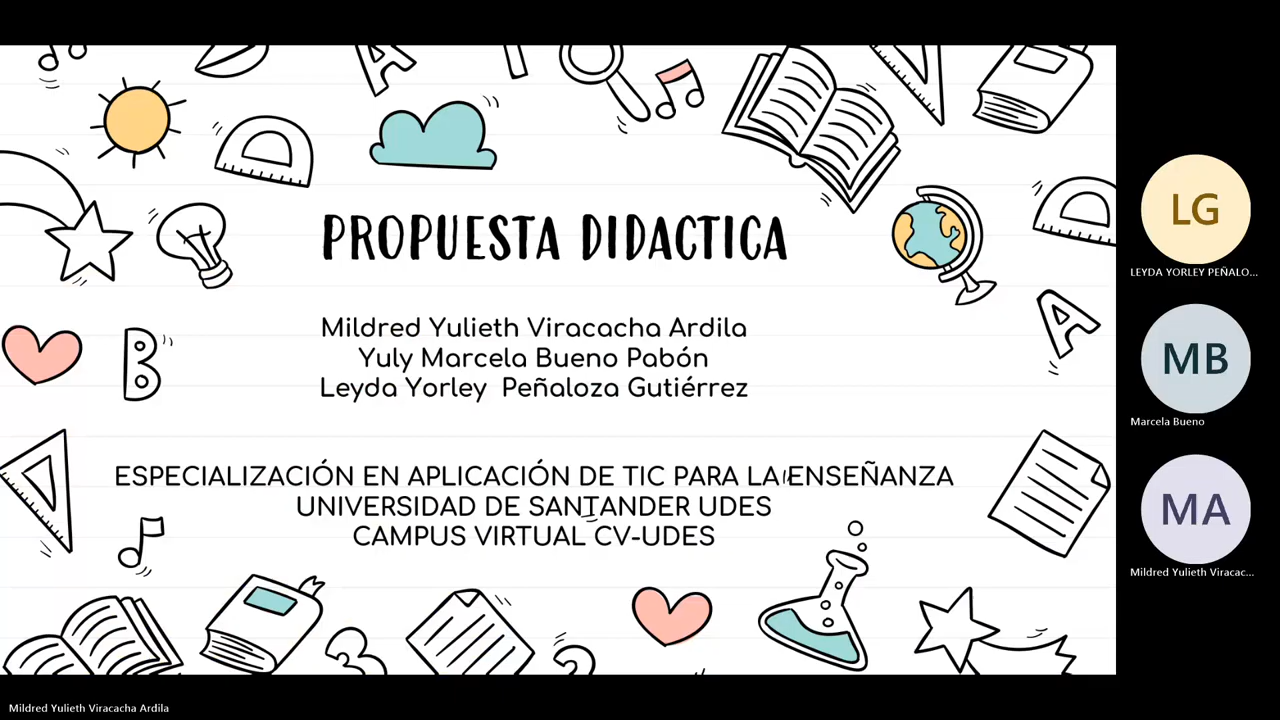 PROPUESTA DIDACTICA
Mildred Yulieth Viracacha Ardila
Yuly Marcela Bueno Pabón
Leyda Yorley Peñaloza Gutiérrez
ESPECIALIZACIÓN EN APLICACIÓN DE TIC PARA LA ENSEÑANZA
UNIVERSIDAD DE SANTANDER UDES
CAMPUS VIRTUAL CV-UDES
A
B
A
3
2
LG
LEYDA YORLEY PEÑALO...
MB
Marcela Bueno
MA
Mildred Yulieth Viracac...
Mildred Yulieth Viracacha Ardila